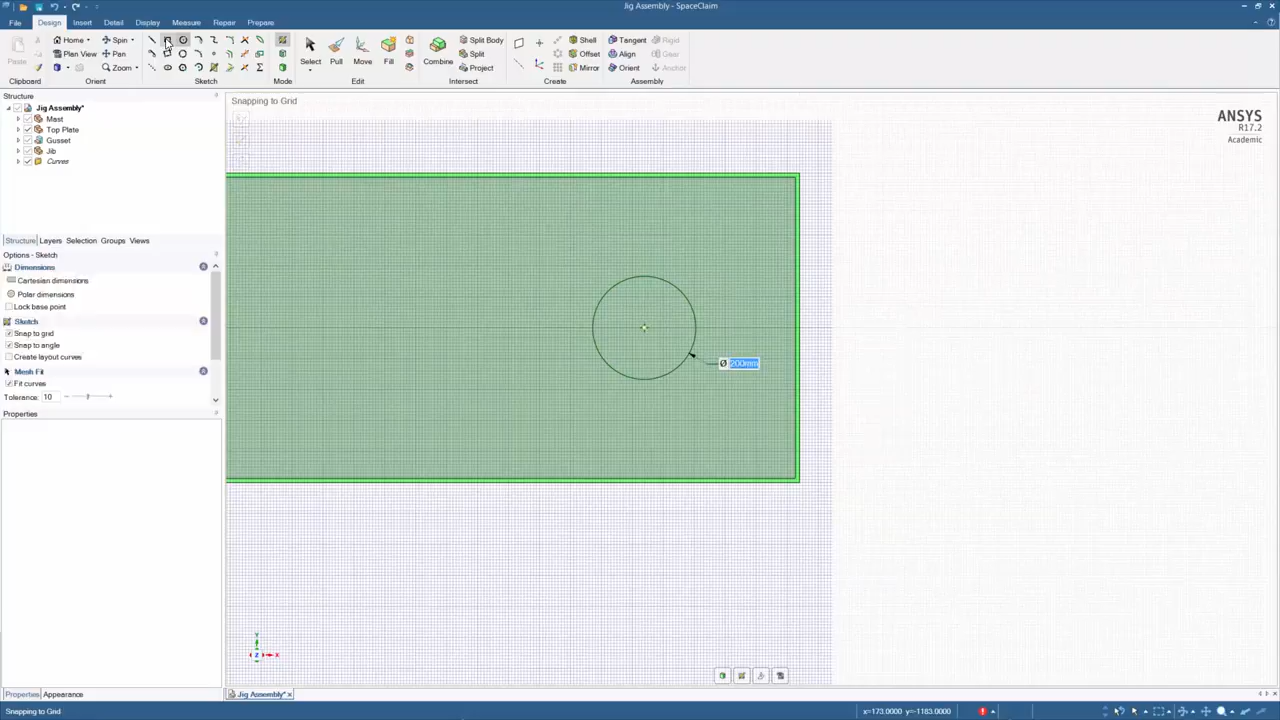 Jig Assembly - SpaceClaim
File Design Insert Detail Display Measure Repair Prepare
Paste Home Plan View Spin Pan Zoom Select Pull Move Fill Combine Split Body Split Project Shell Offset Mirror Tangent Align Orient Rigid Gear Anchor
Clipboard Orient Sketch Mode Edit Intersect Create Assembly
Structure
Jig Assembly*
Mast
Top Plate
Gusset
Jib
Curves
Structure Layers Selection Groups Views
Options - Sketch
Dimensions
Cartesian dimensions
Polar dimensions
Lock base point
Sketch
Snap to grid
Snap to angle
Create layout curves
Mesh Fit
Fit curves
Tolerance: 10
Properties
Properties Appearance
Snapping to Grid
ANSYS
R17.2
Academic
Ø 200mm
Y
Z X
Jig Assembly*
Snapping to Grid
x=173.0000 y=-1183.0000